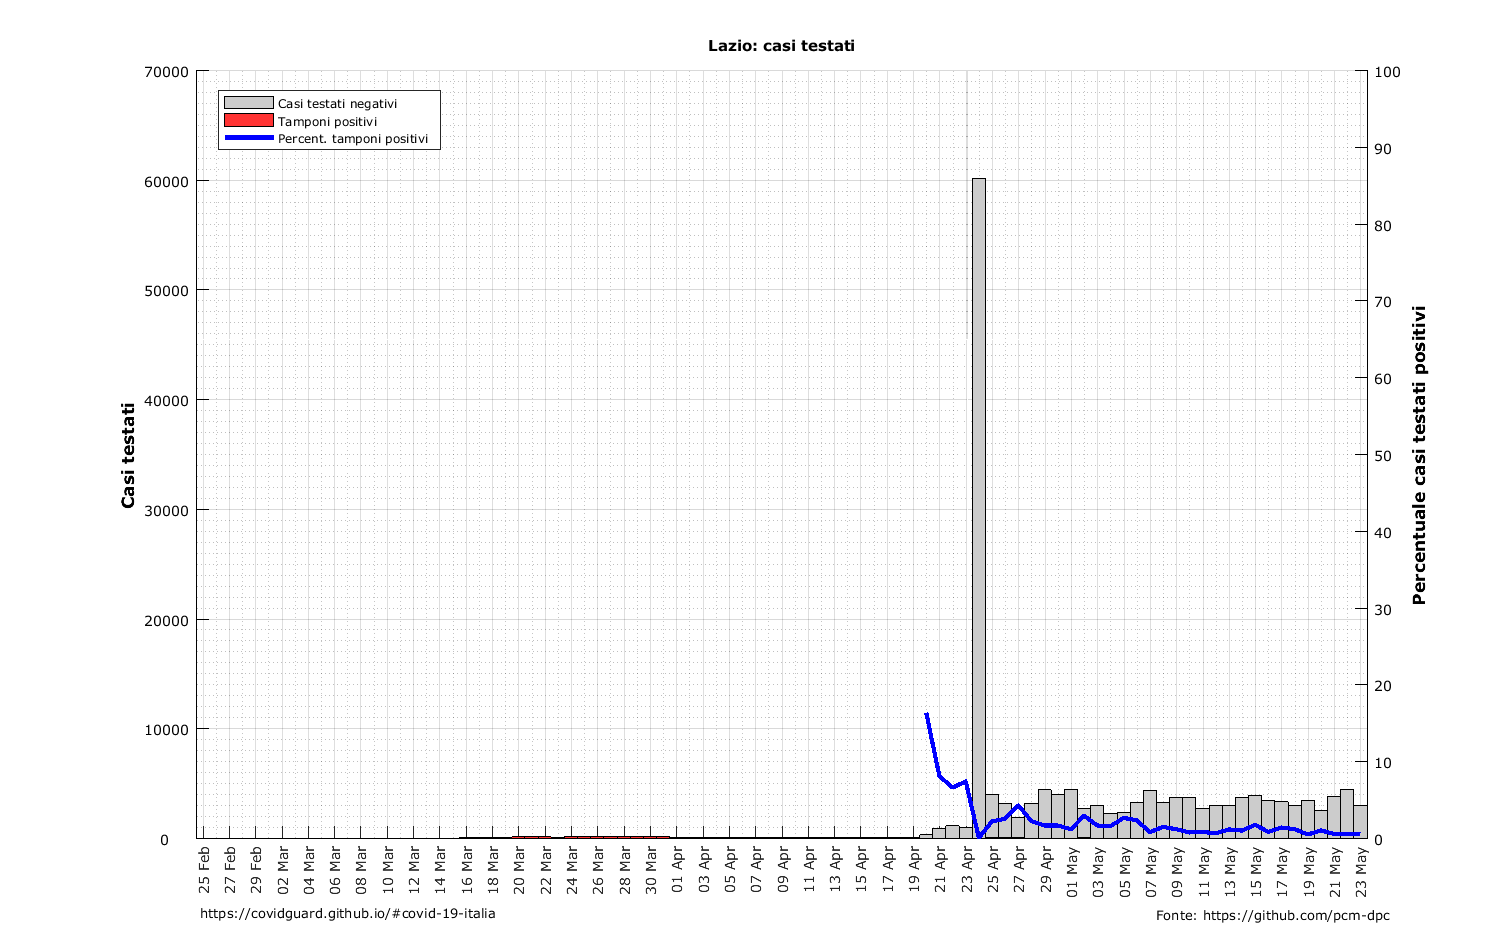 Lazio: casi testati
Casi testati negativi
Tamponi positivi
Percent. tamponi positivi
Casi testati
70000
60000
50000
40000
30000
20000
10000
0
Percentuale casi testati positivi
100
90
80
70
60
50
40
30
20
10
0
25 Feb
27 Feb
29 Feb
02 Mar
04 Mar
06 Mar
08 Mar
10 Mar
12 Mar
14 Mar
16 Mar
18 Mar
20 Mar
22 Mar
24 Mar
26 Mar
28 Mar
30 Mar
01 Apr
03 Apr
05 Apr
07 Apr
09 Apr
11 Apr
13 Apr
15 Apr
17 Apr
19 Apr
21 Apr
23 Apr
25 Apr
27 Apr
29 Apr
01 May
03 May
05 May
07 May
09 May
11 May
13 May
15 May
17 May
19 May
21 May
23 May
https://covidguard.github.io/#covid-19-italia
Fonte: https://github.com/pcm-dpc